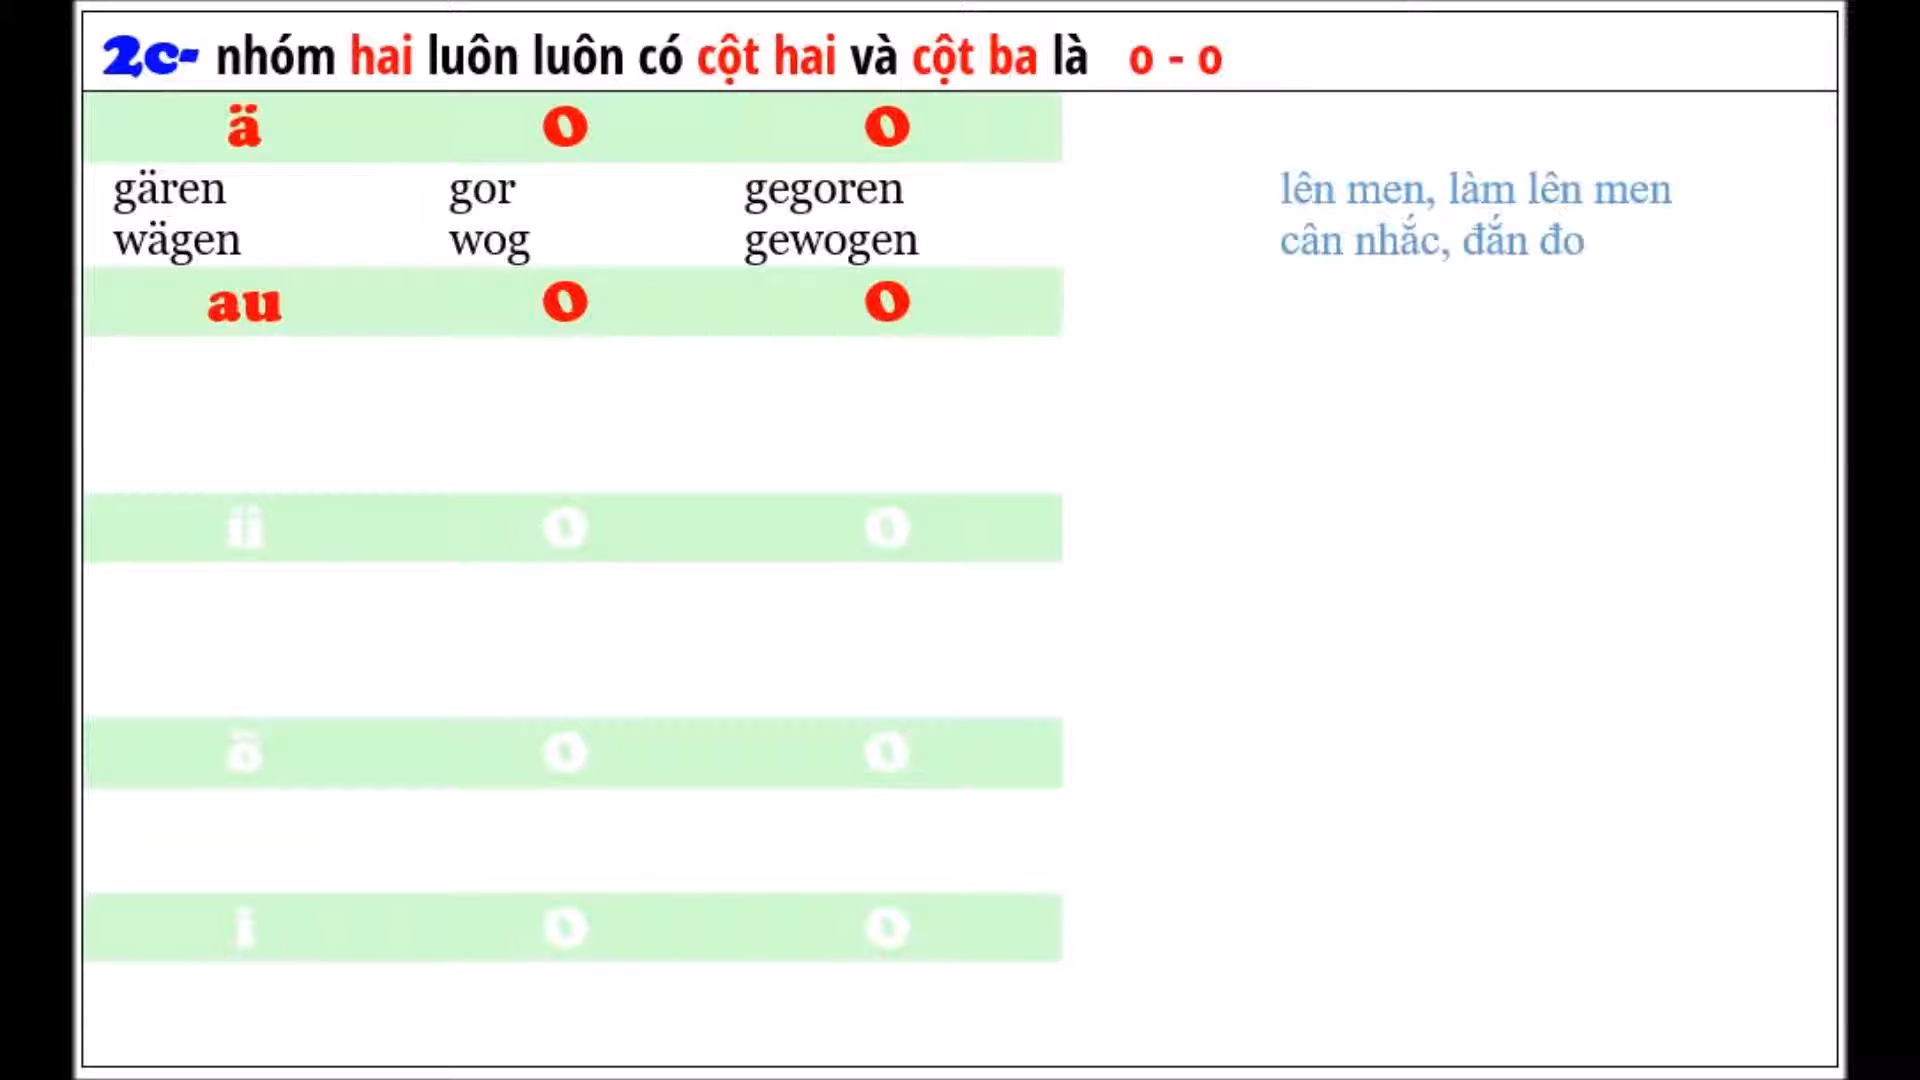 2c- nhóm hai luôn luôn có cột hai và cột ba là o - o
ä o o
gären gor gegoren lên men, làm lên men
wägen wog gewogen cân nhắc, đắn đo
au o o
ü o o
ö o o
i o o